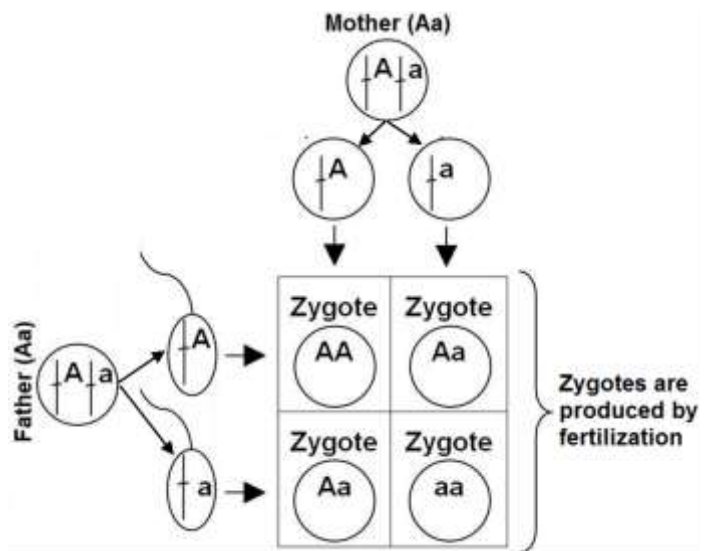 Mother (Aa)
A a
A
a
Zygote Zygote
A
AA Aa
Father (Aa)
A a
Zygotes are
produced by
fertilization
Zygote Zygote
a
Aa aa